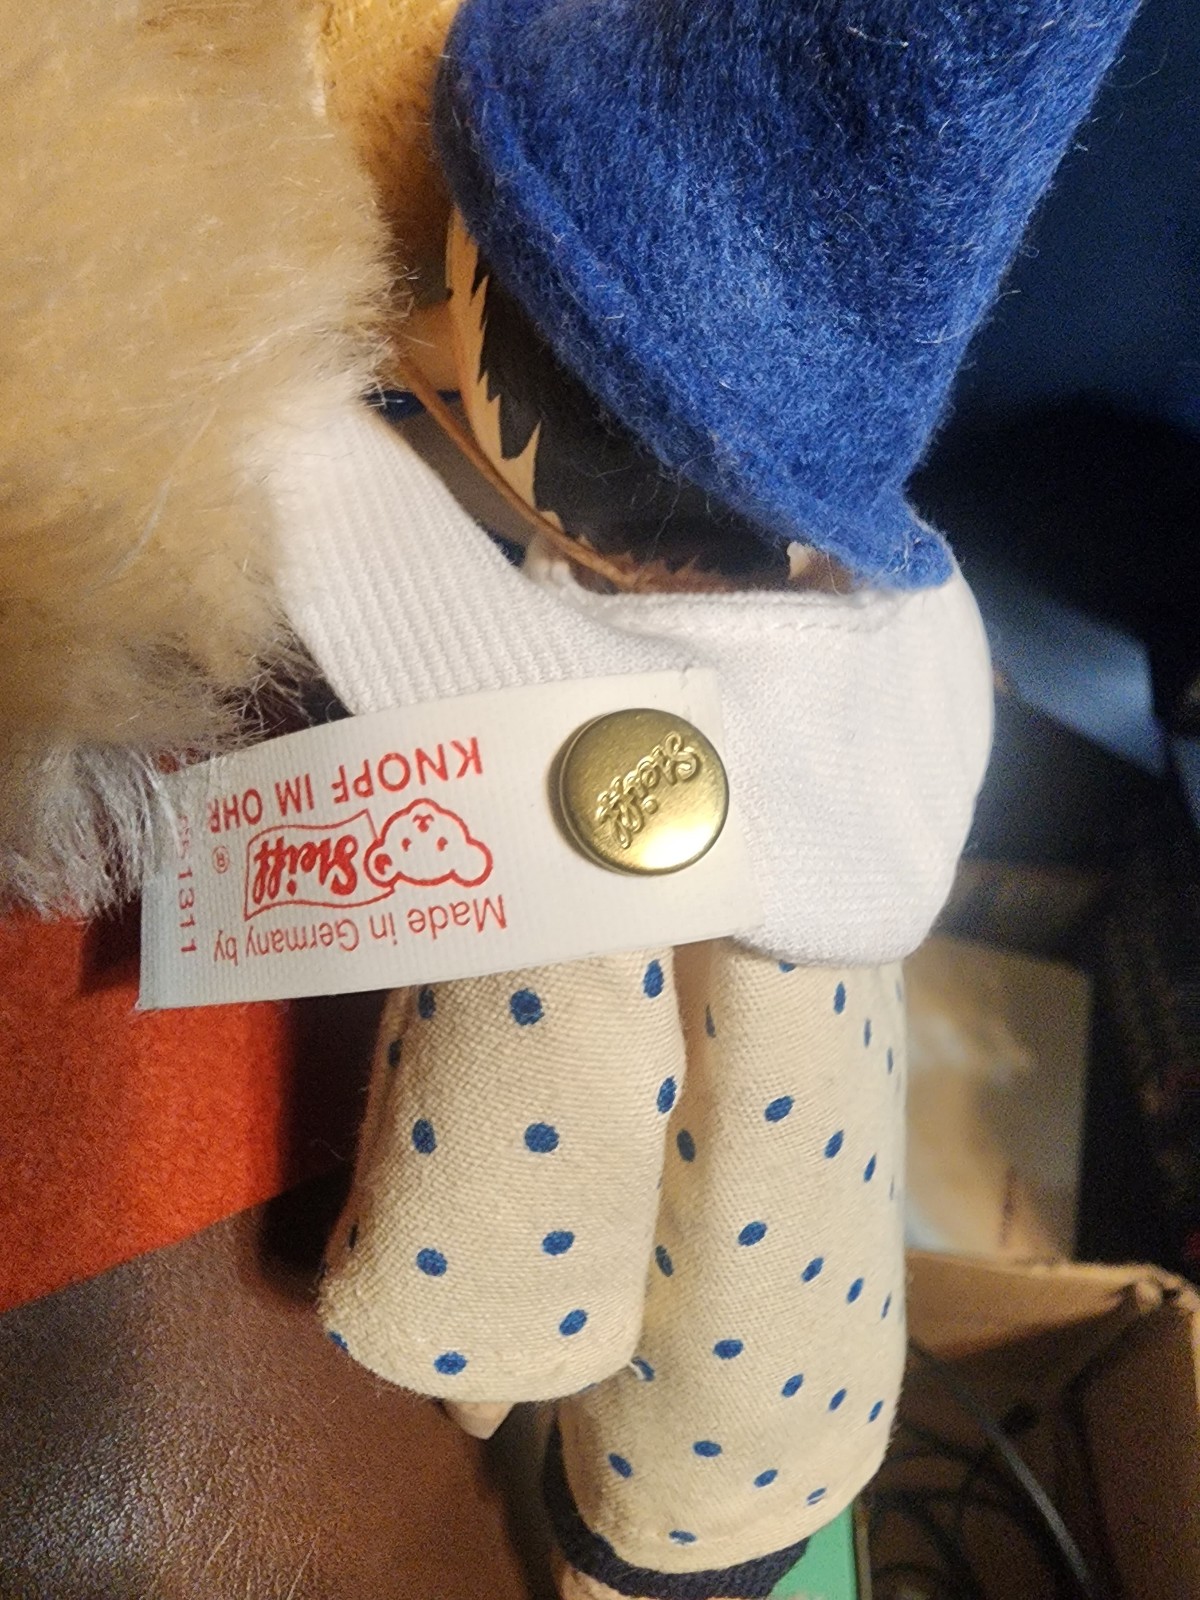 Made in Germany by
Steiff ®
KNOPF IM OHR
1311
Steiff